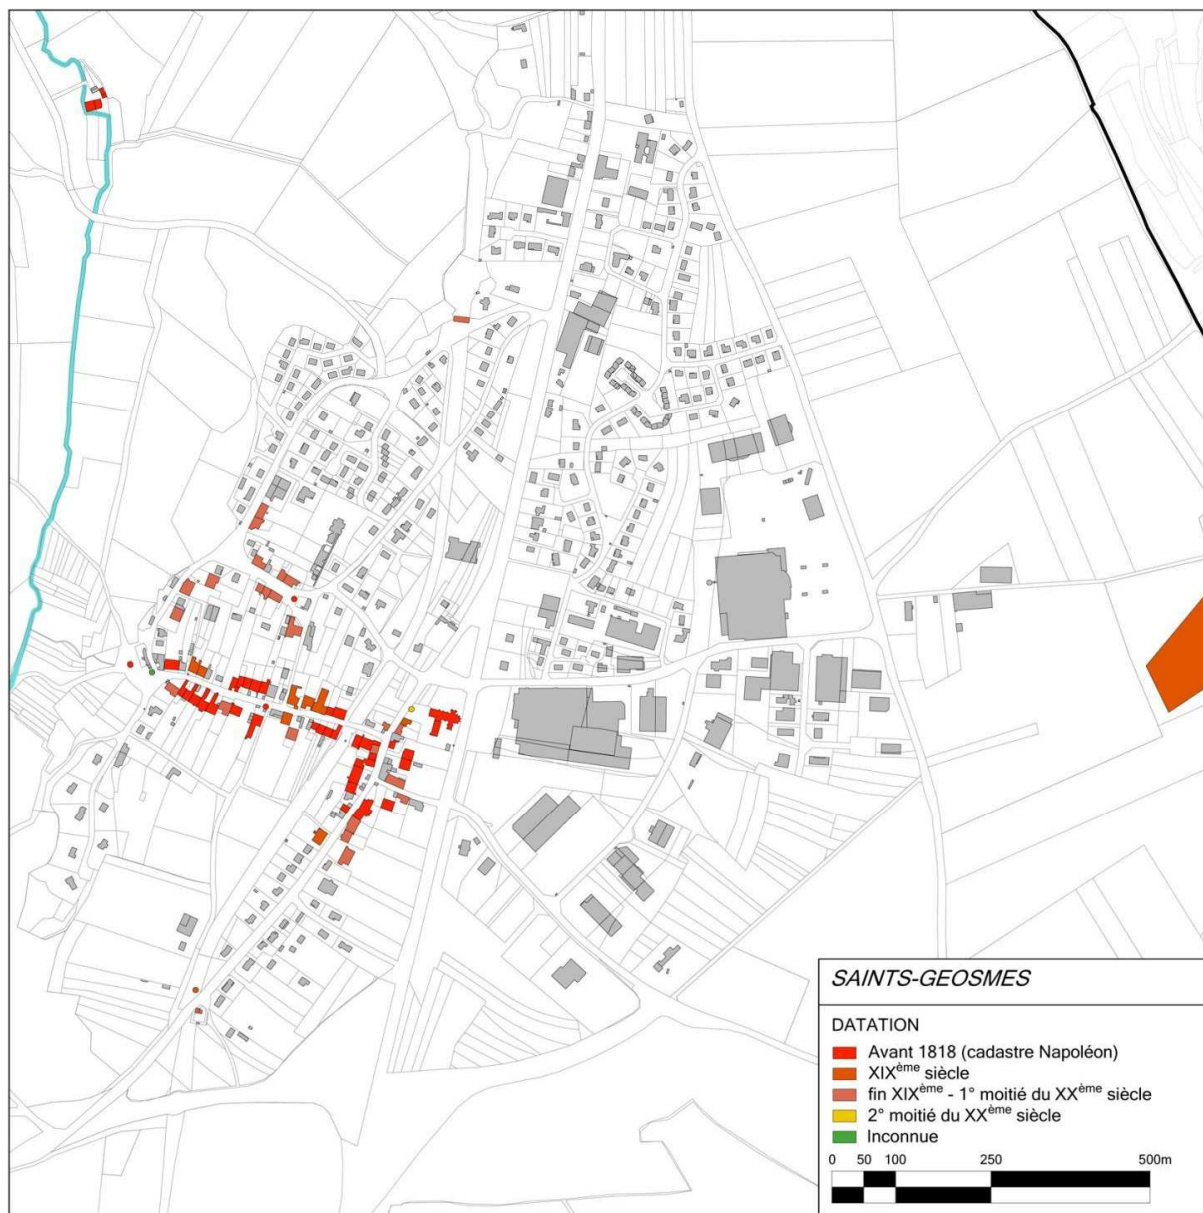 SAINTS-GEOSMES
DATATION
Avant 1818 (cadastre Napoléon)
XIXème siècle
fin XIXème - 1° moitié du XXème siècle
2° moitié du XXème siècle
Inconnue
0 50 100 250 500m